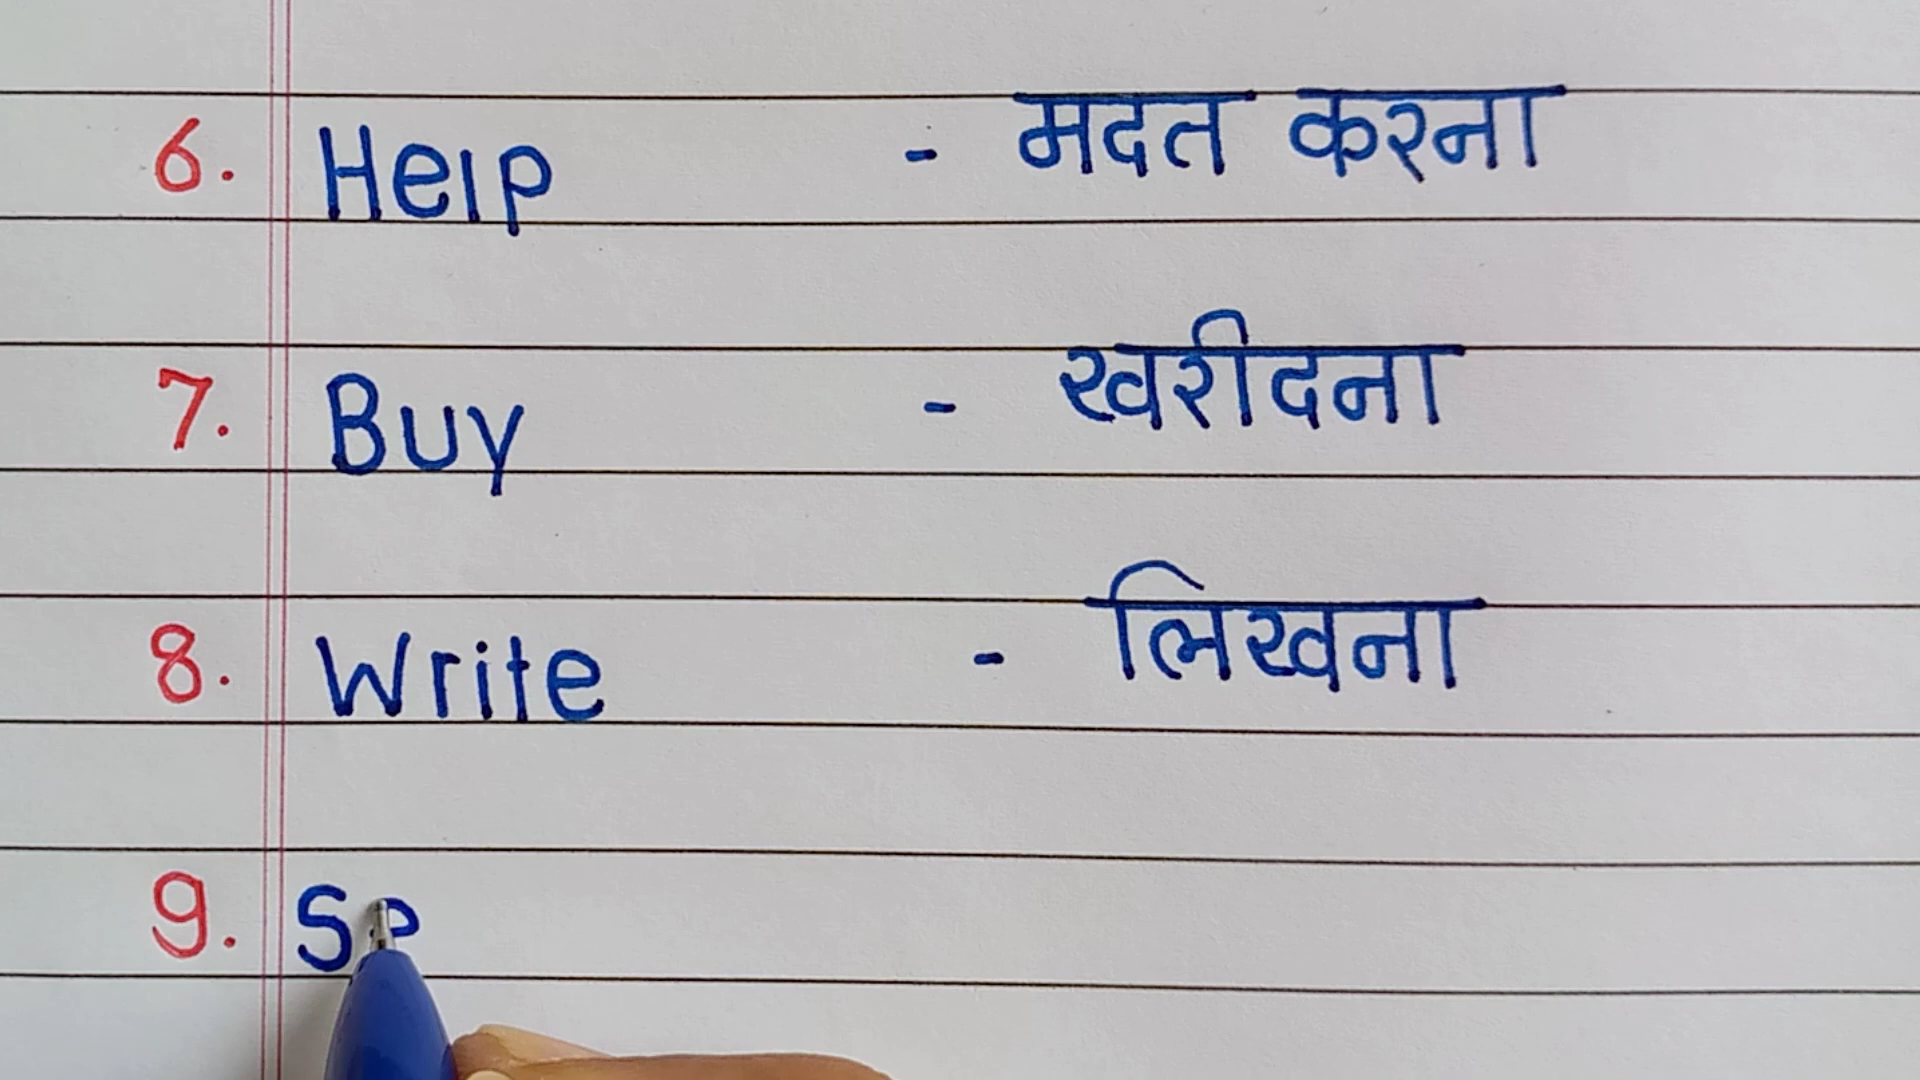 6. Help - मदत करना
7. Buy - खरीदना
8. Write - लिखना
9.